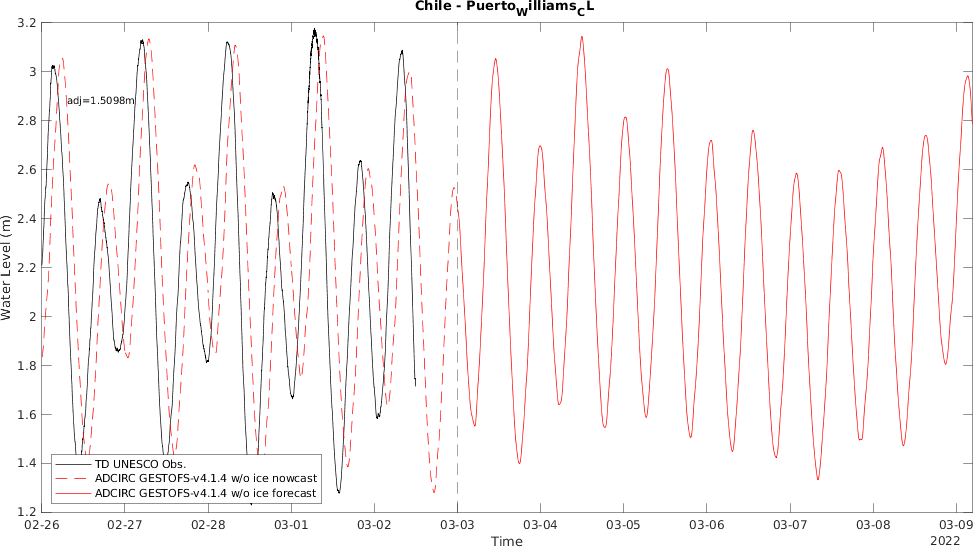 Chile - PuertoWilliamsCL
3.2
3
adj=1.5098m
2.8
2.6
2.4
Water Level (m)
2.2
2
1.8
1.6
1.4
TD UNESCO Obs.
ADCIRC GESTOFS-v4.1.4 w/o ice nowcast
ADCIRC GESTOFS-v4.1.4 w/o ice forecast
1.2
02-26 02-27 02-28 03-01 03-02 03-03 03-04 03-05 03-06 03-07 03-08 03-09
Time
2022